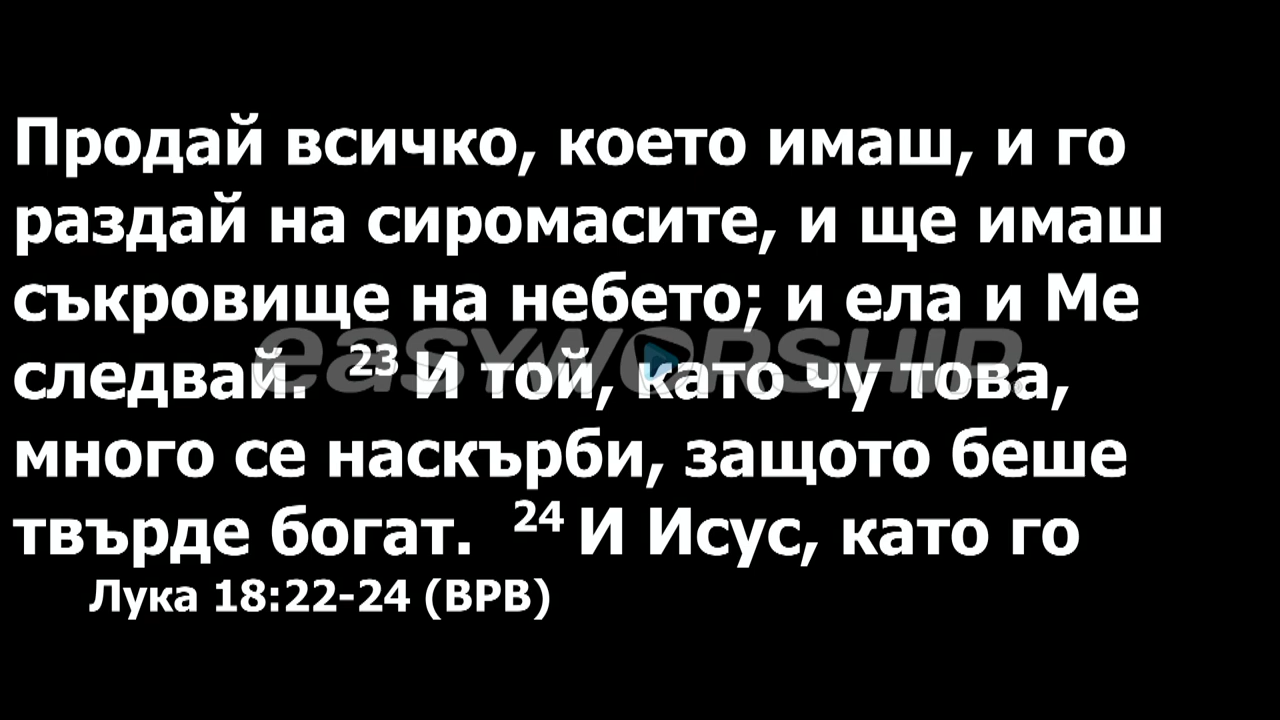 Продай всичко, което имаш, и го
раздай на сиромасите, и ще имаш
съкровище на небето; и ела и Ме
следвай. 23 И той, като чу това,
много се наскърби, защото беше
твърде богат. 24 И Исус, като го
Лука 18:22-24 (ВРВ)
easyworship